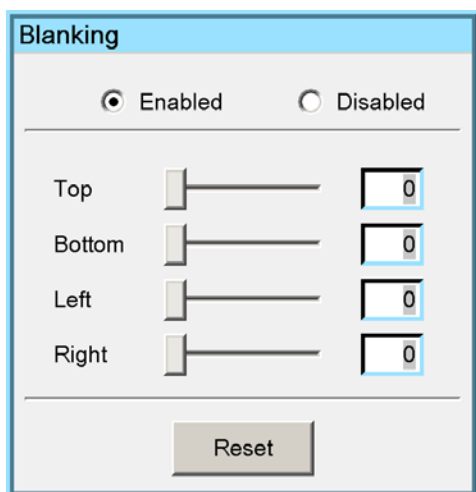 Blanking
Enabled Disabled
Top 0
Bottom 0
Left 0
Right 0
Reset